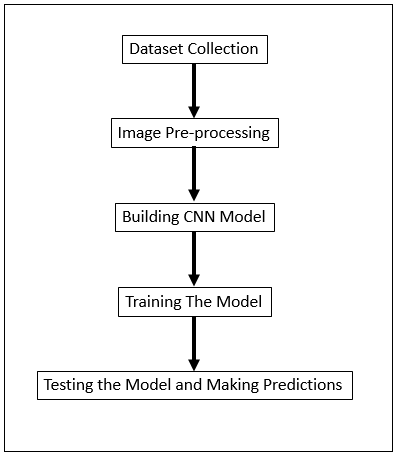 Dataset Collection
Image Pre-processing
Building CNN Model
Training The Model
Testing the Model and Making Predictions